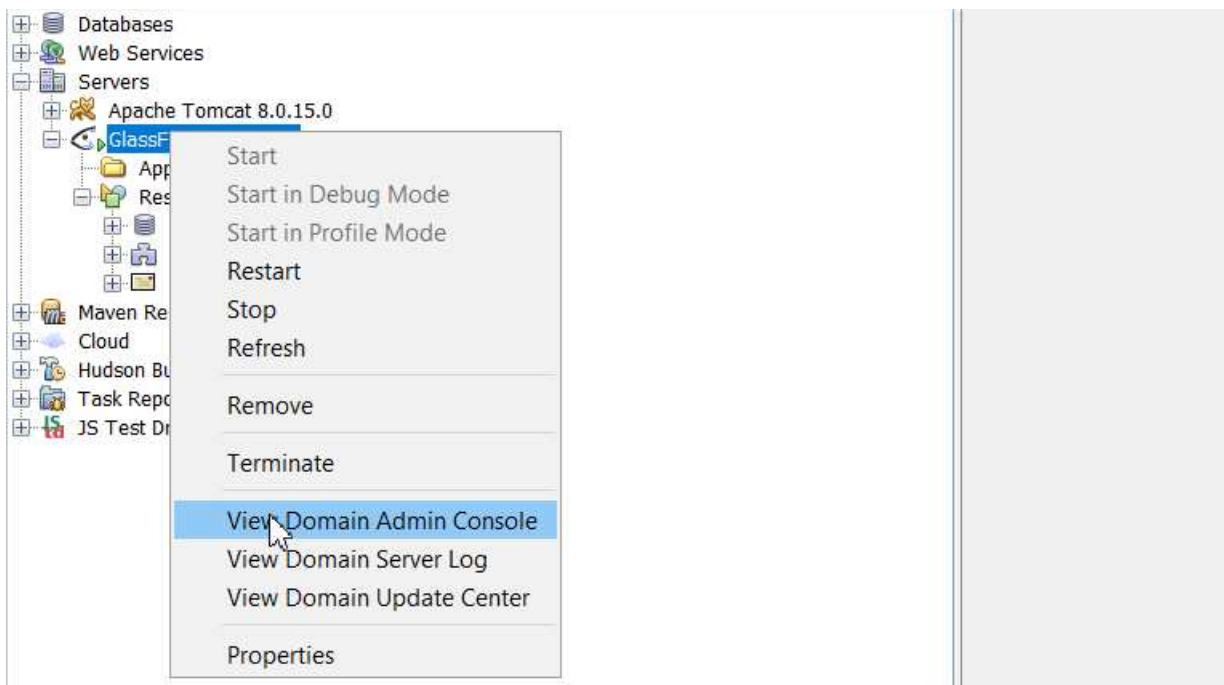 Databases
Web Services
Servers
Apache Tomcat 8.0.15.0
GlassF
App
Res
Maven Re
Cloud
Hudson Bu
Task Repo
JS Test Dr
Start
Start in Debug Mode
Start in Profile Mode
Restart
Stop
Refresh
Remove
Terminate
View Domain Admin Console
View Domain Server Log
View Domain Update Center
Properties